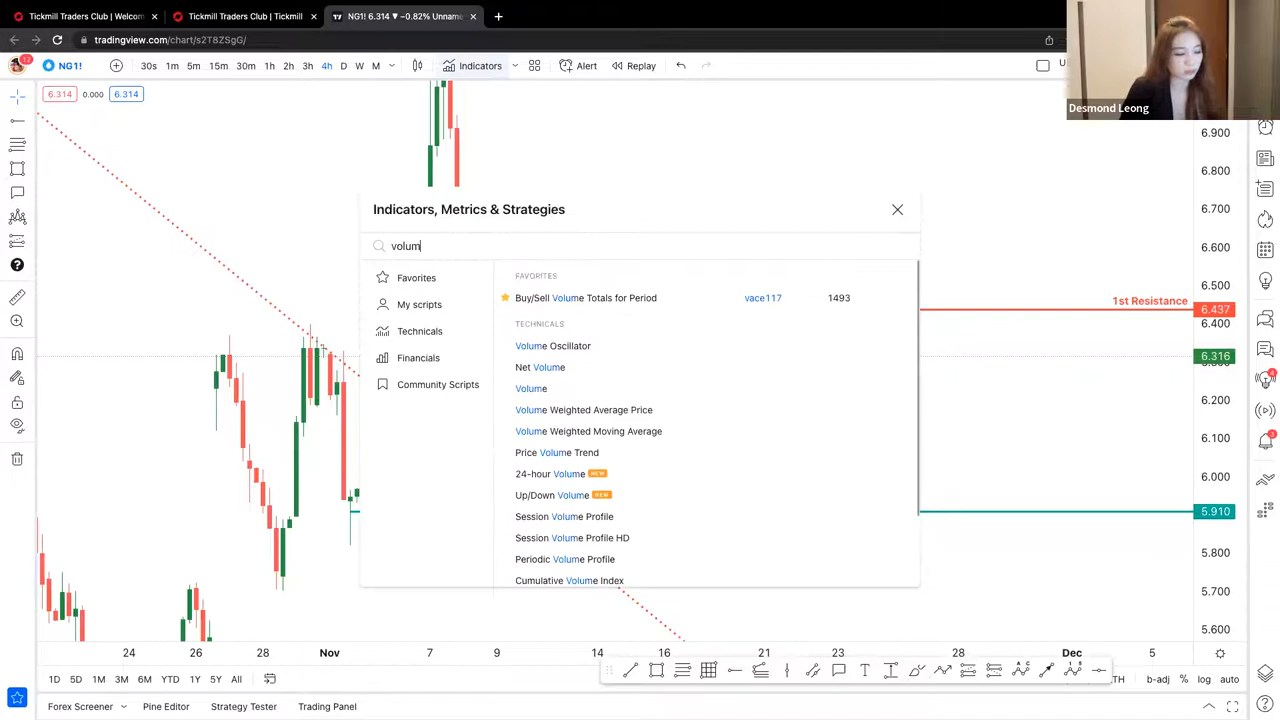 Tickmill Traders Club | Welcom
Tickmill Traders Club | Tickmill
NG1! 6.314 ▼ −0.82% Unnam
tradingview.com/chart/s2T8ZSgG/
12
NG1!
30s 1m 5m 15m 30m 1h 2h 3h 4h D W M
Indicators
Alert
Replay
Desmond Leong
6.314 0.000 6.314
6.900
6.800
6.700
6.600
6.500
1st Resistance 6.437
6.400
6.316
6.200
6.100
6.000
5.910
5.800
5.700
5.600
Indicators, Metrics & Strategies
volum
Favorites
My scripts
Technicals
Financials
Community Scripts
FAVORITES
Buy/Sell Volume Totals for Period vace117 1493
TECHNICALS
Volume Oscillator
Net Volume
Volume
Volume Weighted Average Price
Volume Weighted Moving Average
Price Volume Trend
24-hour Volume NEW
Up/Down Volume NEW
Session Volume Profile
Session Volume Profile HD
Periodic Volume Profile
Cumulative Volume Index
24 26 28 Nov 7 9 14 16 21 23 28 Dec 5
1D 5D 1M 3M 6M YTD 1Y 5Y All
TH b-adj % log auto
Forex Screener Pine Editor Strategy Tester Trading Panel